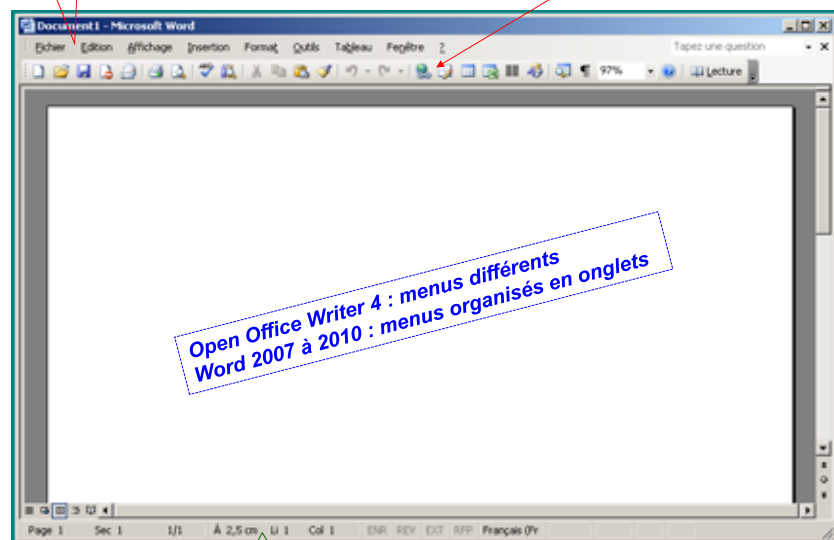 Document1 - Microsoft Word
Fichier Edition Affichage Insertion Format Outils Tableau Fenêtre ?
Tapez une question
97% Lecture
Open Office Writer 4 : menus différents
Word 2007 à 2010 : menus organisés en onglets
Page 1 Sec 1 1/1 À 2,5 cm Li 1 Col 1 ENR REV EXT RFP Français (Fr